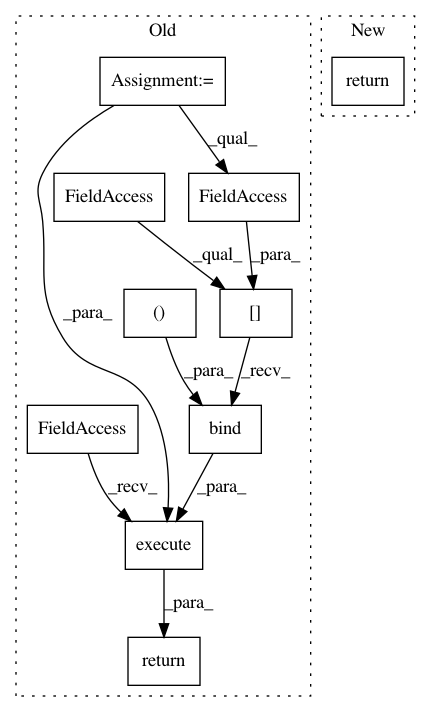 Old
New
Assignment:=
return
_qual_
FieldAccess
FieldAccess
_qual_
_para_
_para_
()
[]
_para_
_recv_
FieldAccess
bind
_recv_
_para_
execute
_para_
return